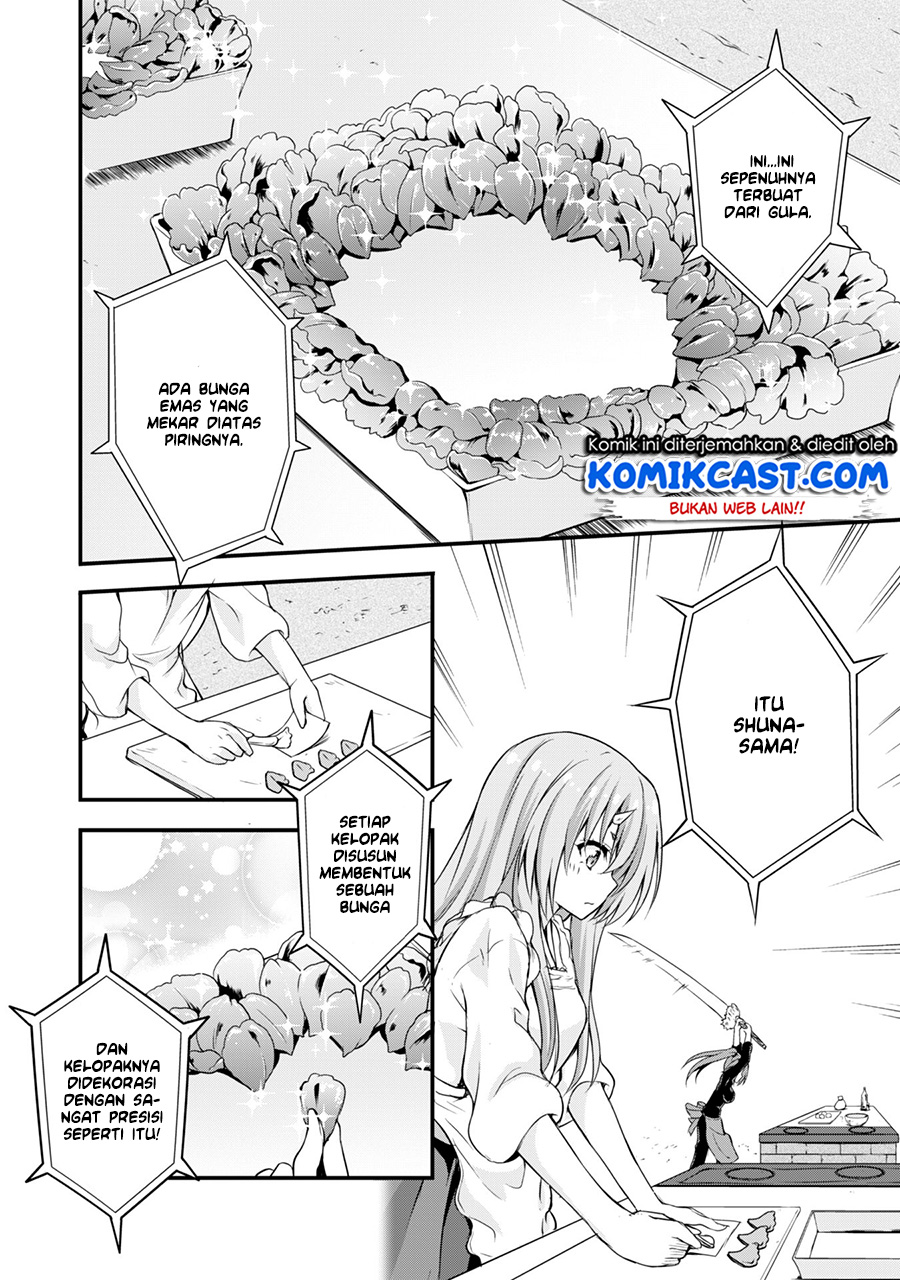 INI...INI
SEPENUHNYA
TERBUAT
DARI GULA.
ADA BUNGA
EMAS YANG
MEKAR DIATAS
PIRINGNYA.
Komik ini diterjemahkan & diedit oleh
KOMIKCAST.COM
BUKAN WEB LAIN!!
ITU
SHUNA-
SAMA!
SETIAP
KELOPAK
DISUSUN
MEMBENTUK
SEBUAH
BUNGA
DAN
KELOPAKNYA
DIDEKORASI
DENGAN SA-
NGAT PRESISI
SEPERTI ITU!